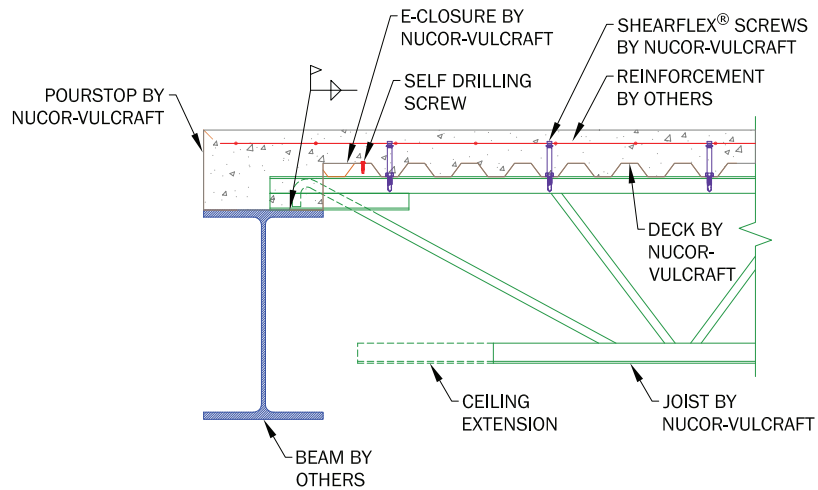 E-CLOSURE BY
NUCOR-VULCRAFT
SHEARFLEX® SCREWS
BY NUCOR-VULCRAFT
POURSTOP BY
NUCOR-VULCRAFT
SELF DRILLING
SCREW
REINFORCEMENT
BY OTHERS
DECK BY
NUCOR-
VULCRAFT
CEILING
EXTENSION
JOIST BY
NUCOR-VULCRAFT
BEAM BY
OTHERS